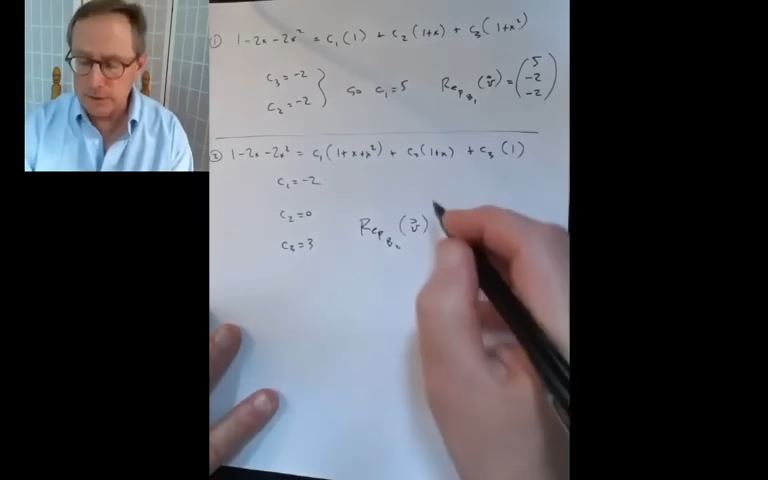 ① 1-2x-2x² = c₁(1) + c₂(1+x) + c₃(1+x²)
c₃ = -2
c₂ = -2 } so c₁ = 5 Rep_B₁(v⃗) = (5 -2 -2)
② 1-2x-2x² = c₁(1+x+x²) + c₂(1+x) + c₃(1)
c₁ = -2
c₂ = 0 Rep_B₂(v⃗)
c₃ = 3